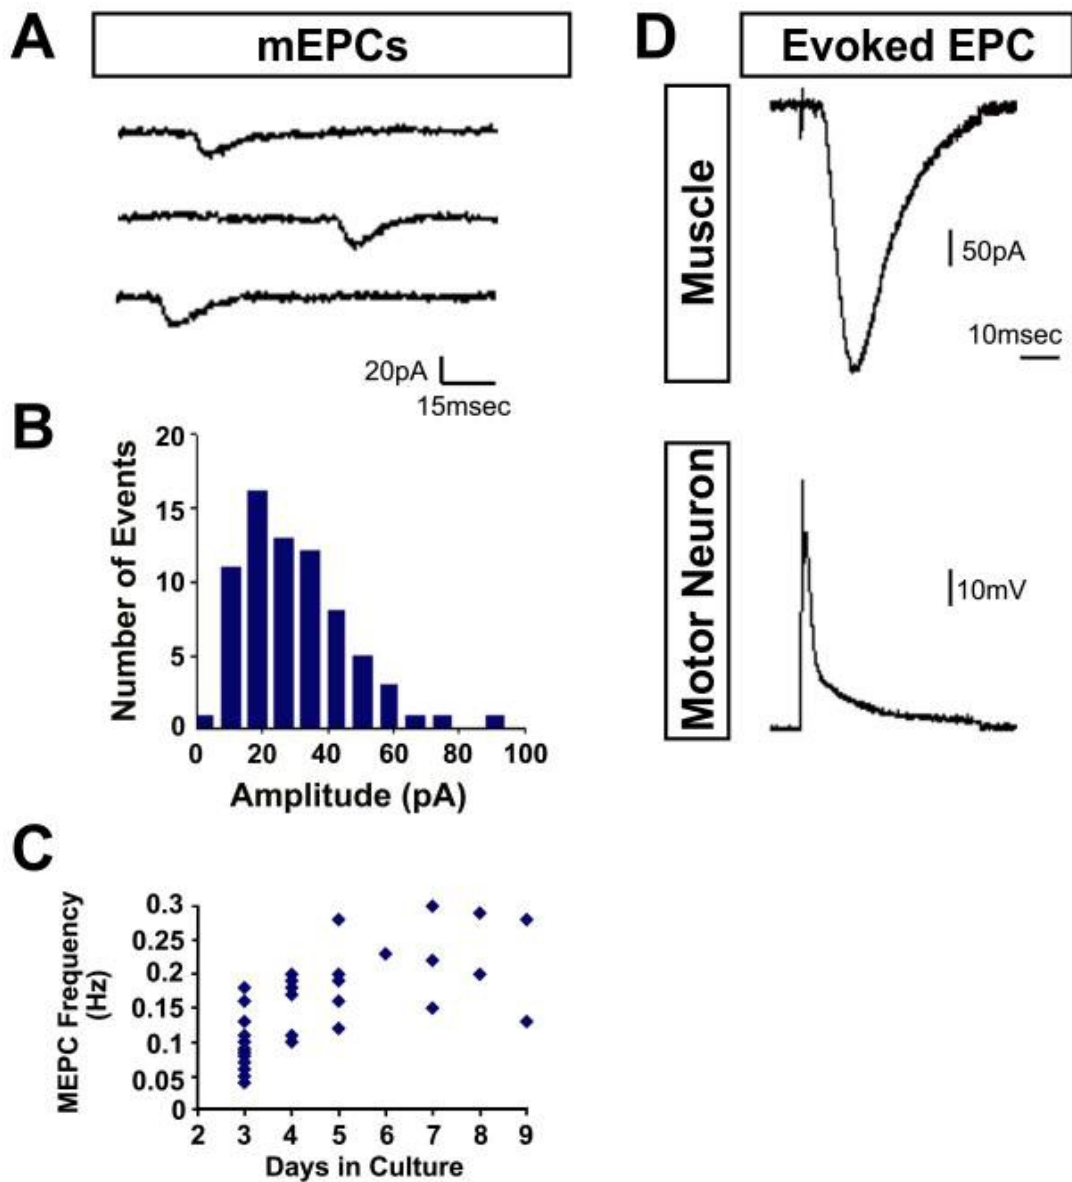 A
mEPCs
20pA
15msec
B
Number of Events
20
15
10
5
0
0 20 40 60 80 100
Amplitude (pA)
C
MEPC Frequency
(Hz)
0.3
0.25
0.2
0.15
0.1
0.05
0
2 3 4 5 6 7 8 9
Days in Culture
D
Evoked EPC
Muscle
50pA
10msec
Motor Neuron
10mV